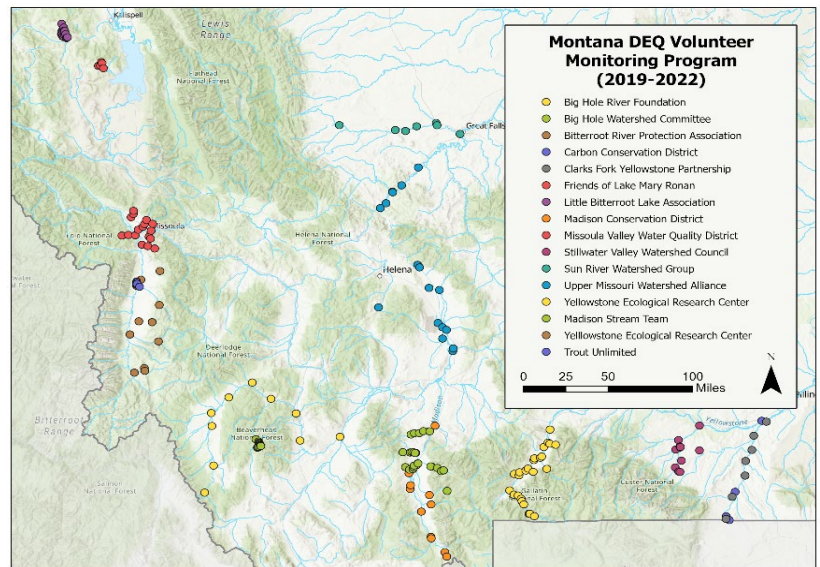 Kalispell
Lewis
Range
Flathead
National Forest
Great Falls
Missoula
Lolo National
Forest
Helena National
Forest
Helena
Deerlodge
National Forest
Bitterroot
Range
Beaverhead
National Forest
Salmon
National Forest
Madison
Gallatin
National Forest
Custer National
Forest
Yellowstone
Billin
Montana DEQ Volunteer
Monitoring Program
(2019-2022)
Big Hole River Foundation
Big Hole Watershed Committee
Bitterroot River Protection Association
Carbon Conservation District
Clarks Fork Yellowstone Partnership
Friends of Lake Mary Ronan
Little Bitterroot Lake Association
Madison Conservation District
Missoula Valley Water Quality District
Stillwater Valley Watershed Council
Sun River Watershed Group
Upper Missouri Watershed Alliance
Yellowstone Ecological Research Center
Madison Stream Team
Yelllowstone Ecological Research Center
Trout Unlimited
N
0 25 50 100
Miles